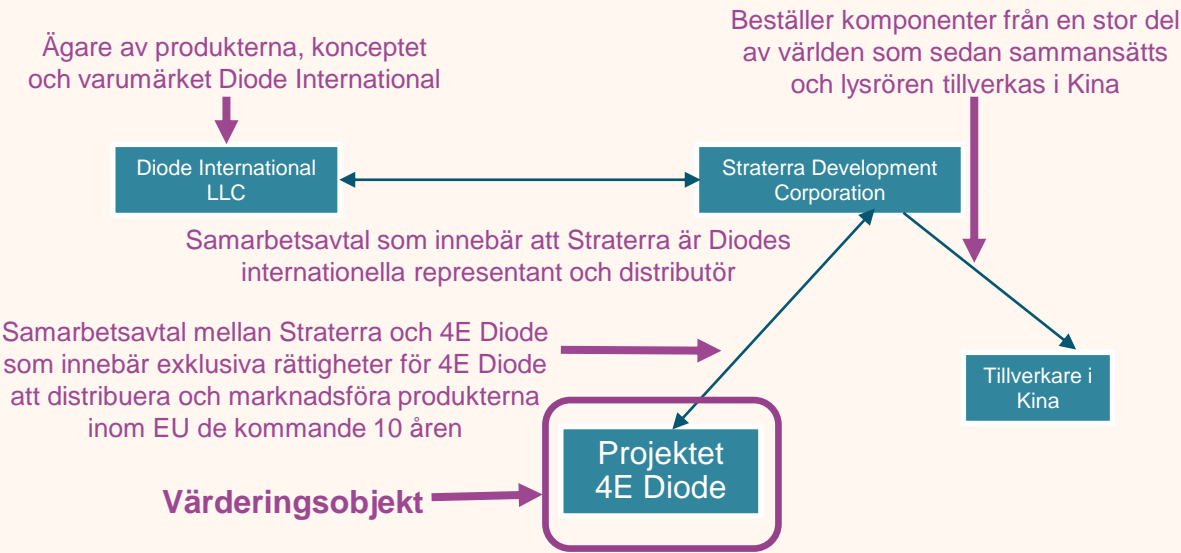 Ägare av produkterna, konceptet
och varumärket Diode International
Beställer komponenter från en stor del
av världen som sedan sammansätts
och lysrören tillverkas i Kina
Diode International
LLC
Straterra Development
Corporation
Samarbetsavtal som innebär att Straterra är Diodes
internationella representant och distributör
Samarbetsavtal mellan Straterra och 4E Diode
som innebär exklusiva rättigheter för 4E Diode
att distribuera och marknadsföra produkterna
inom EU de kommande 10 åren
Tillverkare i
Kina
Projektet
4E Diode
Värderingsobjekt